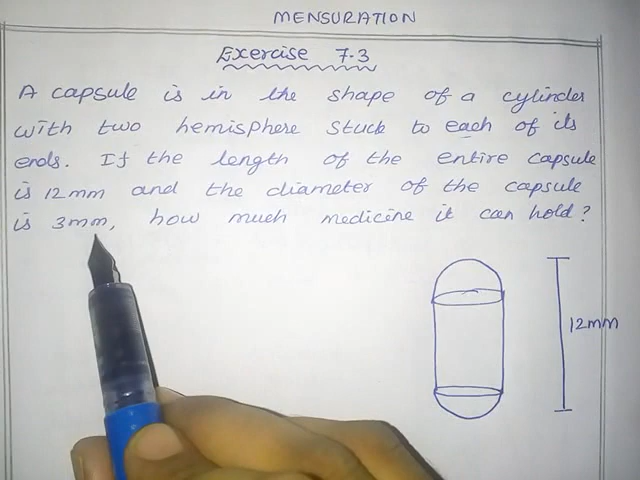 MENSURATION
Exercise 7.3
A capsule is in the shape of a cylinder
with two hemisphere stuck to each of its
ends. If the length of the entire capsule
is 12mm and the diameter of the capsule
is 3mm, how much medicine it can hold?
12mm